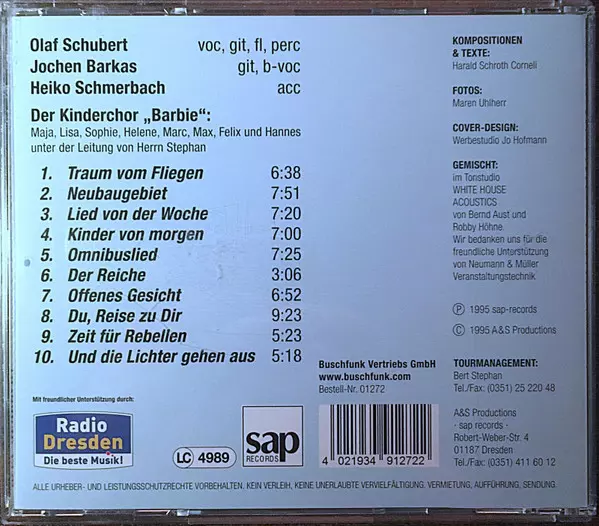 Olaf Schubert voc, git, fl, perc
Jochen Barkas git, b-voc
Heiko Schmerbach acc
Der Kinderchor „Barbie“:
Maja, Lisa, Sophie, Helene, Marc, Max, Felix und Hannes
unter der Leitung von Herrn Stephan
1. Traum vom Fliegen 6:38
2. Neubaugebiet 7:51
3. Lied von der Woche 7:20
4. Kinder von morgen 7:00
5. Omnibuslied 7:25
6. Der Reiche 3:06
7. Offenes Gesicht 6:52
8. Du, Reise zu Dir 9:23
9. Zeit für Rebellen 5:23
10. Und die Lichter gehen aus 5:18
KOMPOSITIONEN
& TEXTE:
Harald Schroth Corneli
FOTOS:
Maren Uhlherr
COVER-DESIGN:
Werbestudio Jo Hofmann
GEMISCHT:
im Tonstudio
WHITE HOUSE
ACOUSTICS
von Bernd Aust und
Robby Höhne
Wir bedanken uns für die
freundliche Unterstützung
von Neumann & Müller
Veranstaltungstechnik
Ⓟ 1995 sap-records
© 1995 A&S Productions
TOURMANAGEMENT:
Bert Stephan
Tel./Fax: (0351) 25 220 48
A&S Productions
· sap records ·
Robert-Weber-Str. 4
01187 Dresden
Tel./Fax: (0351) 411 60 12
Buschfunk Vertriebs GmbH
www.buschfunk.com
Bestell-Nr. 01272
Mit freundlicher Unterstützung durch:
Radio
Dresden
Die beste Musik!
LC 4989
sap
RECORDS
4 021934 912722
ALLE URHEBER- UND LEISTUNGSSCHUTZRECHTE VORBEHALTEN. KEIN VERLEIH, KEINE UNERLAUBTE VERVIELFÄLTIGUNG, VERMIETUNG, AUFFÜHRUNG, SENDUNG.